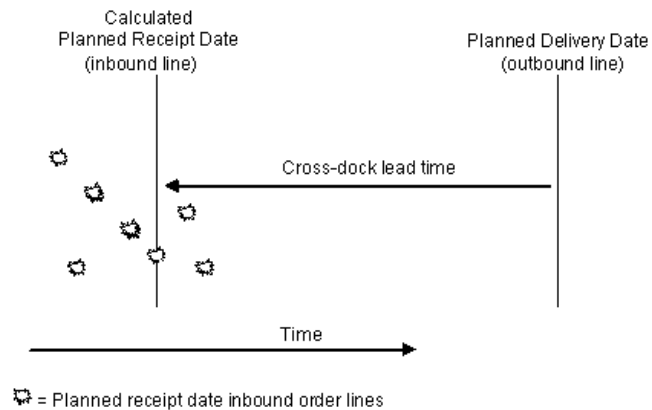 Calculated
Planned Receipt Date
(inbound line)
Planned Delivery Date
(outbound line)
Cross-dock lead time
Time
= Planned receipt date inbound order lines